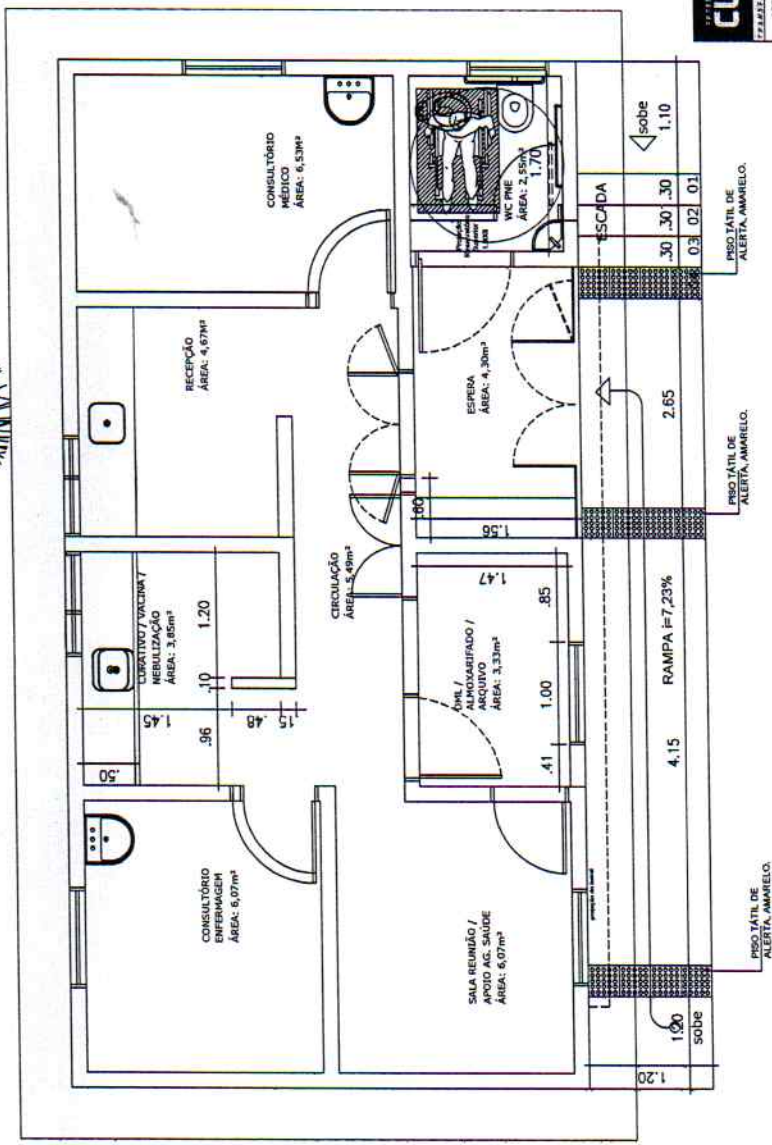 CONSULTÓRIO
MÉDICO
ÁREA: 6,53M²
RECEPÇÃO
ÁREA: 4,67M²
CURATIVO / VACINA /
NEBULIZAÇÃO
ÁREA: 3,85m²
1.20
.10
.96
1.45
.48
15
.50
CONSULTÓRIO
ENFERMAGEM
ÁREA: 6,07m²
WC PNE
ÁREA: 2,55m²
1.70
ESPERA
ÁREA: 4,30m²
CIRCULAÇÃO
ÁREA: 5,49m²
.60
1.56
1.47
DML /
ALMOXARIFADO /
ARQUIVO
ÁREA: 3,33m²
.85
1.00
.41
SALA REUNIÃO /
APOIO AG. SAÚDE
ÁREA: 6,07m²
sobe
1.10
ESCADA
.30 .30 .30
03 02 01
2.65
RAMPA i=7,23%
4.15
1.20
sobe
1.20
PISO TÁTIL DE
ALERTA, AMARELO.
PISO TÁTIL DE
ALERTA, AMARELO.
PISO TÁTIL DE
ALERTA, AMARELO.